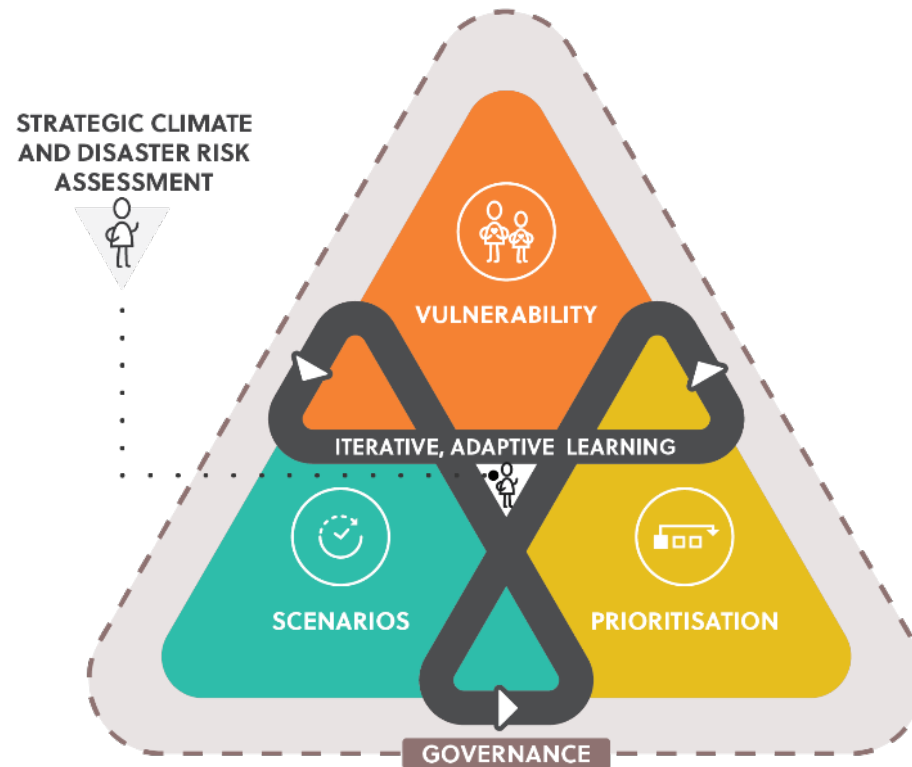 STRATEGIC CLIMATE
AND DISASTER RISK
ASSESSMENT
VULNERABILITY
ITERATIVE, ADAPTIVE LEARNING
SCENARIOS
PRIORITISATION
GOVERNANCE